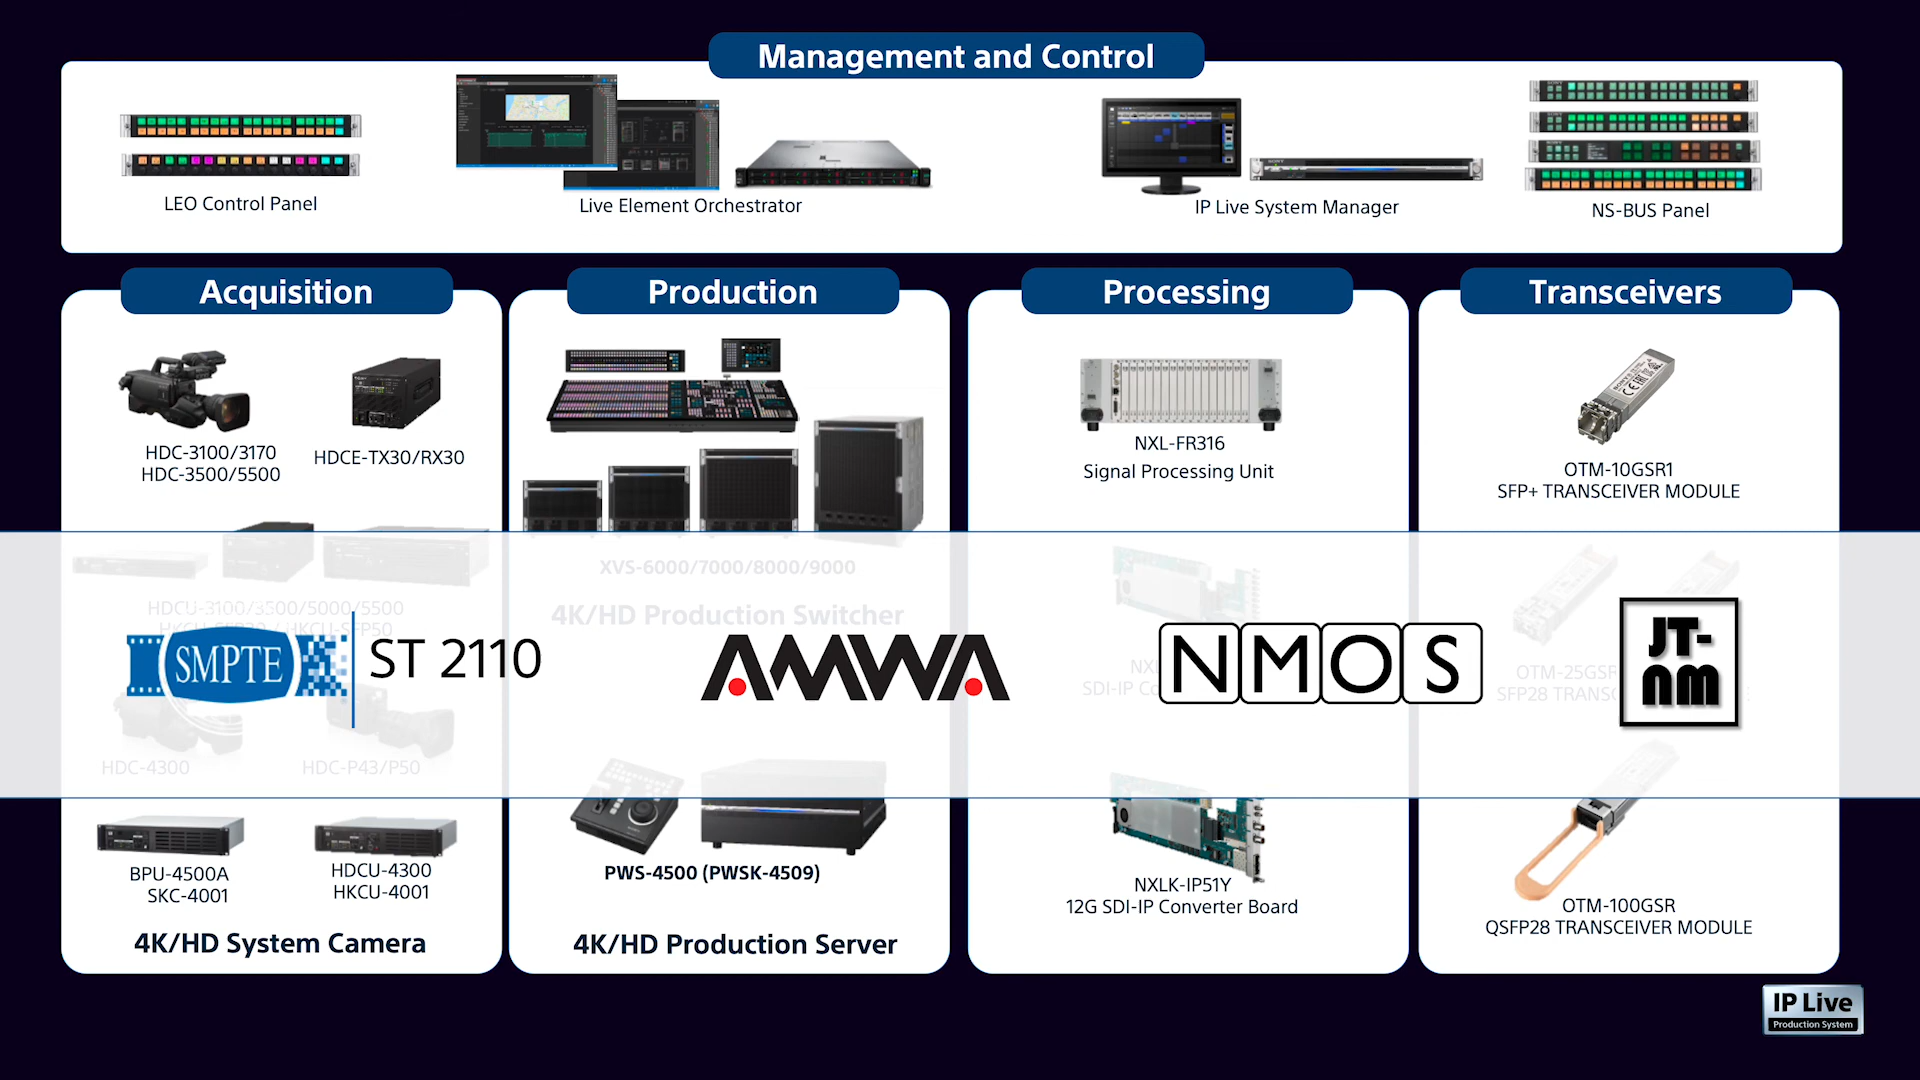 Management and Control
LEO Control Panel
Live Element Orchestrator
IP Live System Manager
NS-BUS Panel
Acquisition
HDC-3100/3170
HDC-3500/5500
HDCE-TX30/RX30
HDCU-3100/3500/5000/5500
HDC-4300
HDC-P43/P50
BPU-4500A
SKC-4001
HDCU-4300
HKCU-4001
4K/HD System Camera
Production
XVS-6000/7000/8000/9000
4K/HD Production Switcher
PWS-4500 (PWSK-4509)
4K/HD Production Server
Processing
NXL-FR316
Signal Processing Unit
NXLK-IP51Y
12G SDI-IP Converter Board
Transceivers
OTM-10GSR1
SFP+ TRANSCEIVER MODULE
OTM-100GSR
QSFP28 TRANSCEIVER MODULE
SMPTE ST 2110
AMWA
NMOS
JT-
nm
IP Live
Production System